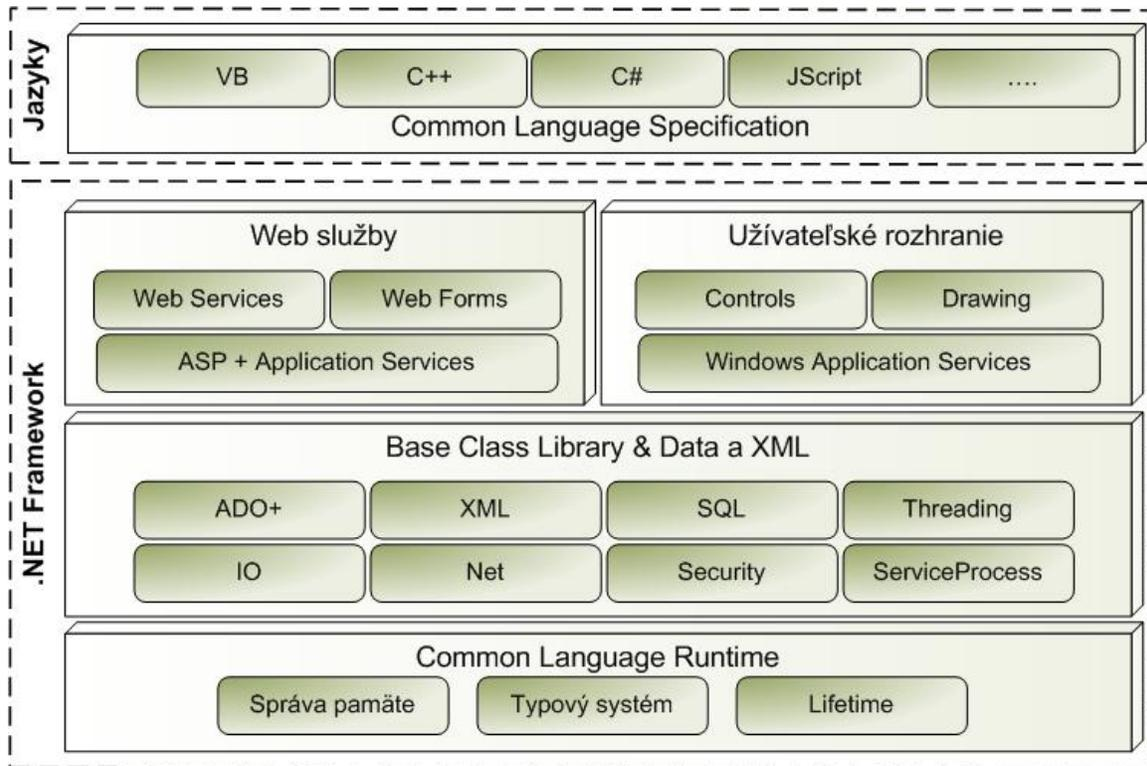 Jazyky
VB
C++
C#
JScript
....
Common Language Specification
.NET Framework
Web služby
Web Services
Web Forms
ASP + Application Services
Užívateľské rozhranie
Controls
Drawing
Windows Application Services
Base Class Library & Data a XML
ADO+
XML
SQL
Threading
IO
Net
Security
ServiceProcess
Common Language Runtime
Správa pamäte
Typový systém
Lifetime